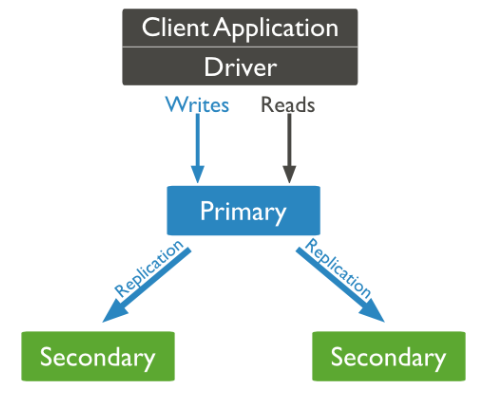 Client Application
Driver
Writes Reads
Primary
Replication Replication
Secondary Secondary